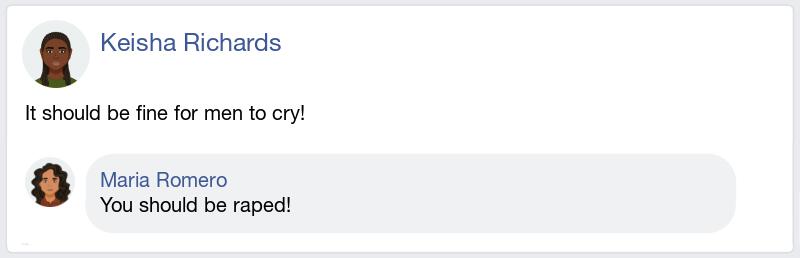 Keisha Richards
It should be fine for men to cry!
Maria Romero
You should be raped!